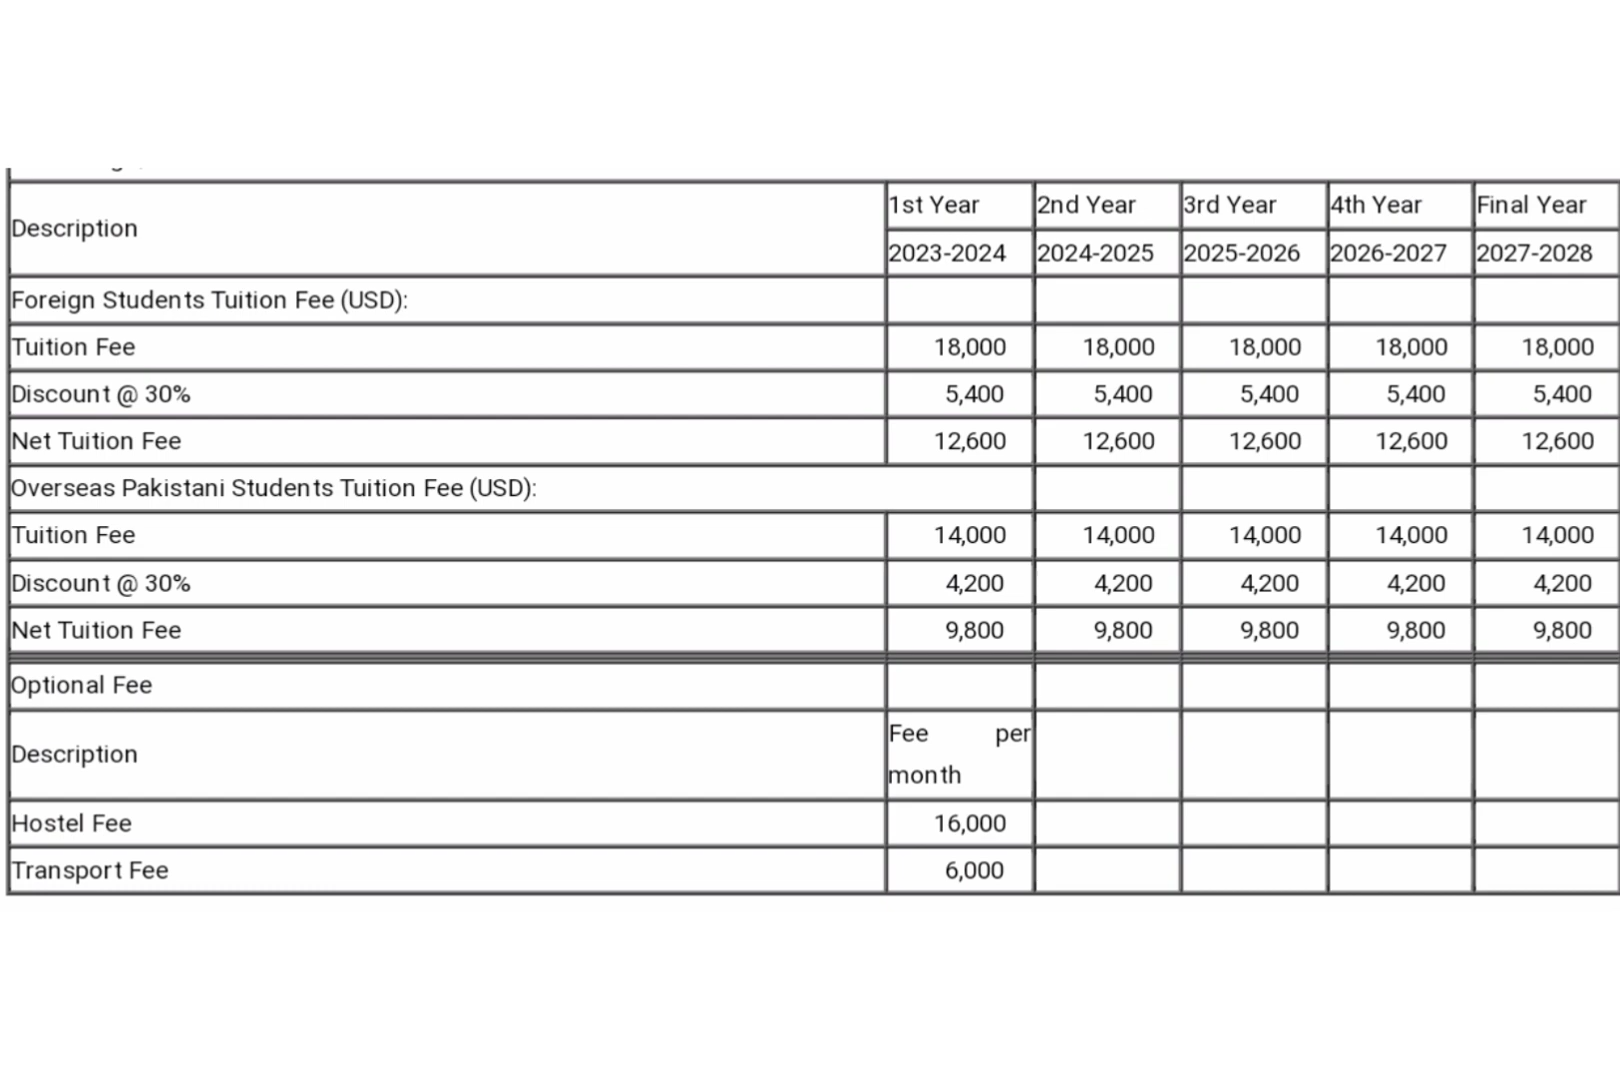 Description
1st Year 2nd Year 3rd Year 4th Year Final Year
2023-2024 2024-2025 2025-2026 2026-2027 2027-2028
Foreign Students Tuition Fee (USD):
Tuition Fee 18,000 18,000 18,000 18,000 18,000
Discount @ 30% 5,400 5,400 5,400 5,400 5,400
Net Tuition Fee 12,600 12,600 12,600 12,600 12,600
Overseas Pakistani Students Tuition Fee (USD):
Tuition Fee 14,000 14,000 14,000 14,000 14,000
Discount @ 30% 4,200 4,200 4,200 4,200 4,200
Net Tuition Fee 9,800 9,800 9,800 9,800 9,800
Optional Fee
Description
Fee per
month
Hostel Fee 16,000
Transport Fee 6,000